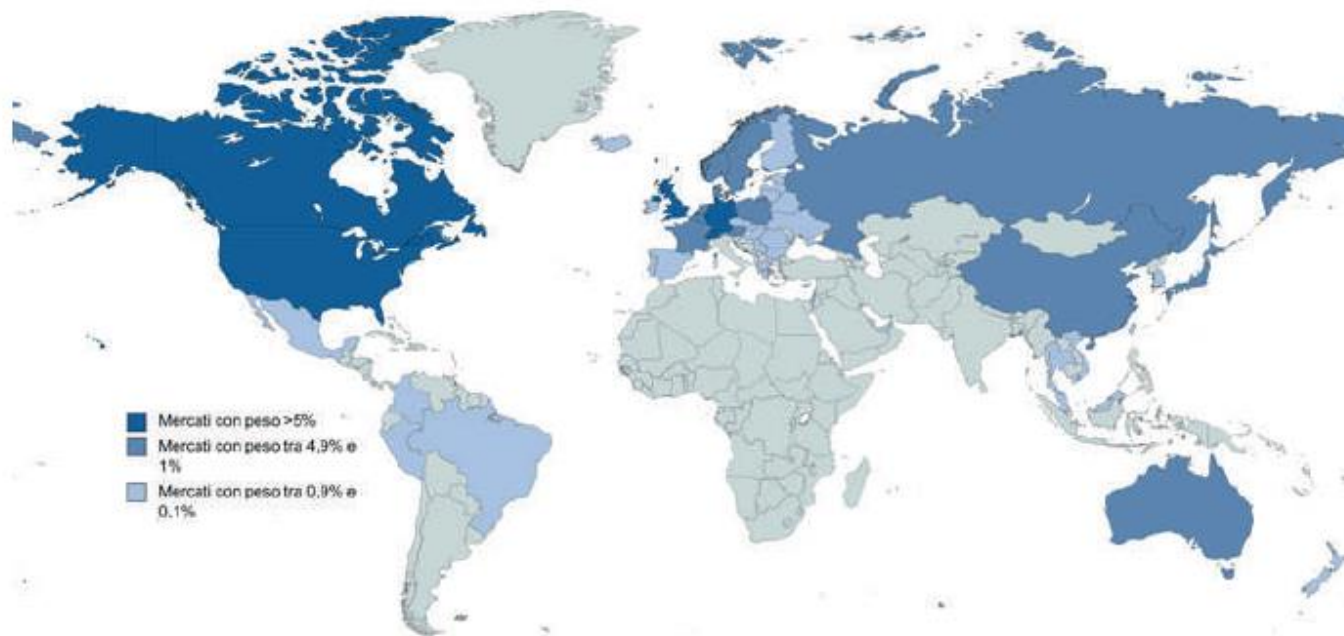 Mercati con peso >5%
Mercati con peso tra 4,9% e
1%
Mercati con peso tra 0,9% e
0,1%